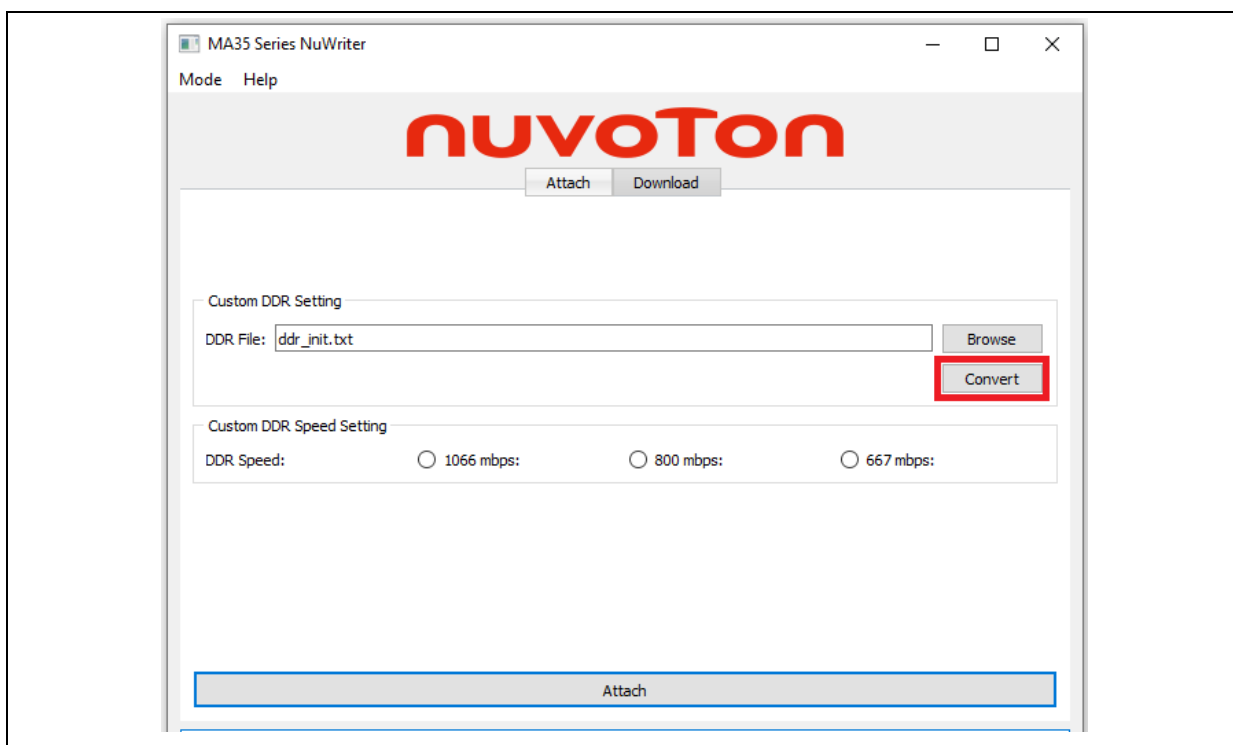 MA35 Series NuWriter
Mode Help
nuvoTon
Attach Download
Custom DDR Setting
DDR File: ddr_init.txt Browse
Convert
Custom DDR Speed Setting
DDR Speed: 1066 mbps: 800 mbps: 667 mbps:
Attach